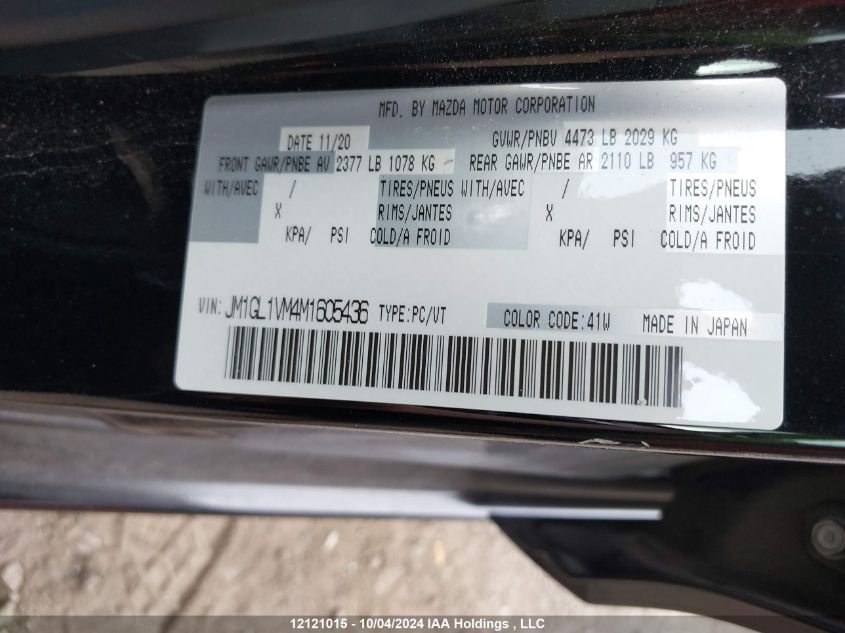 MFD. BY MAZDA MOTOR CORPORATION
DATE 11/20 GVWR/PNBV 4473 LB 2029 KG
FRONT GAWR/PNBE AV 2377 LB 1078 KG REAR GAWR/PNBE AR 2110 LB 957 KG
WITH/AVEC / TIRES/PNEUS WITH/AVEC / TIRES/PNEUS
X RIMS/JANTES X RIMS/JANTES
KPA/ PSI COLD/A FROID KPA/ PSI COLD/A FROID
VIN: JM1GL1VM4M1605436 TYPE:PC/VT COLOR CODE:41W MADE IN JAPAN
12121015 - 10/04/2024 IAA Holdings , LLC